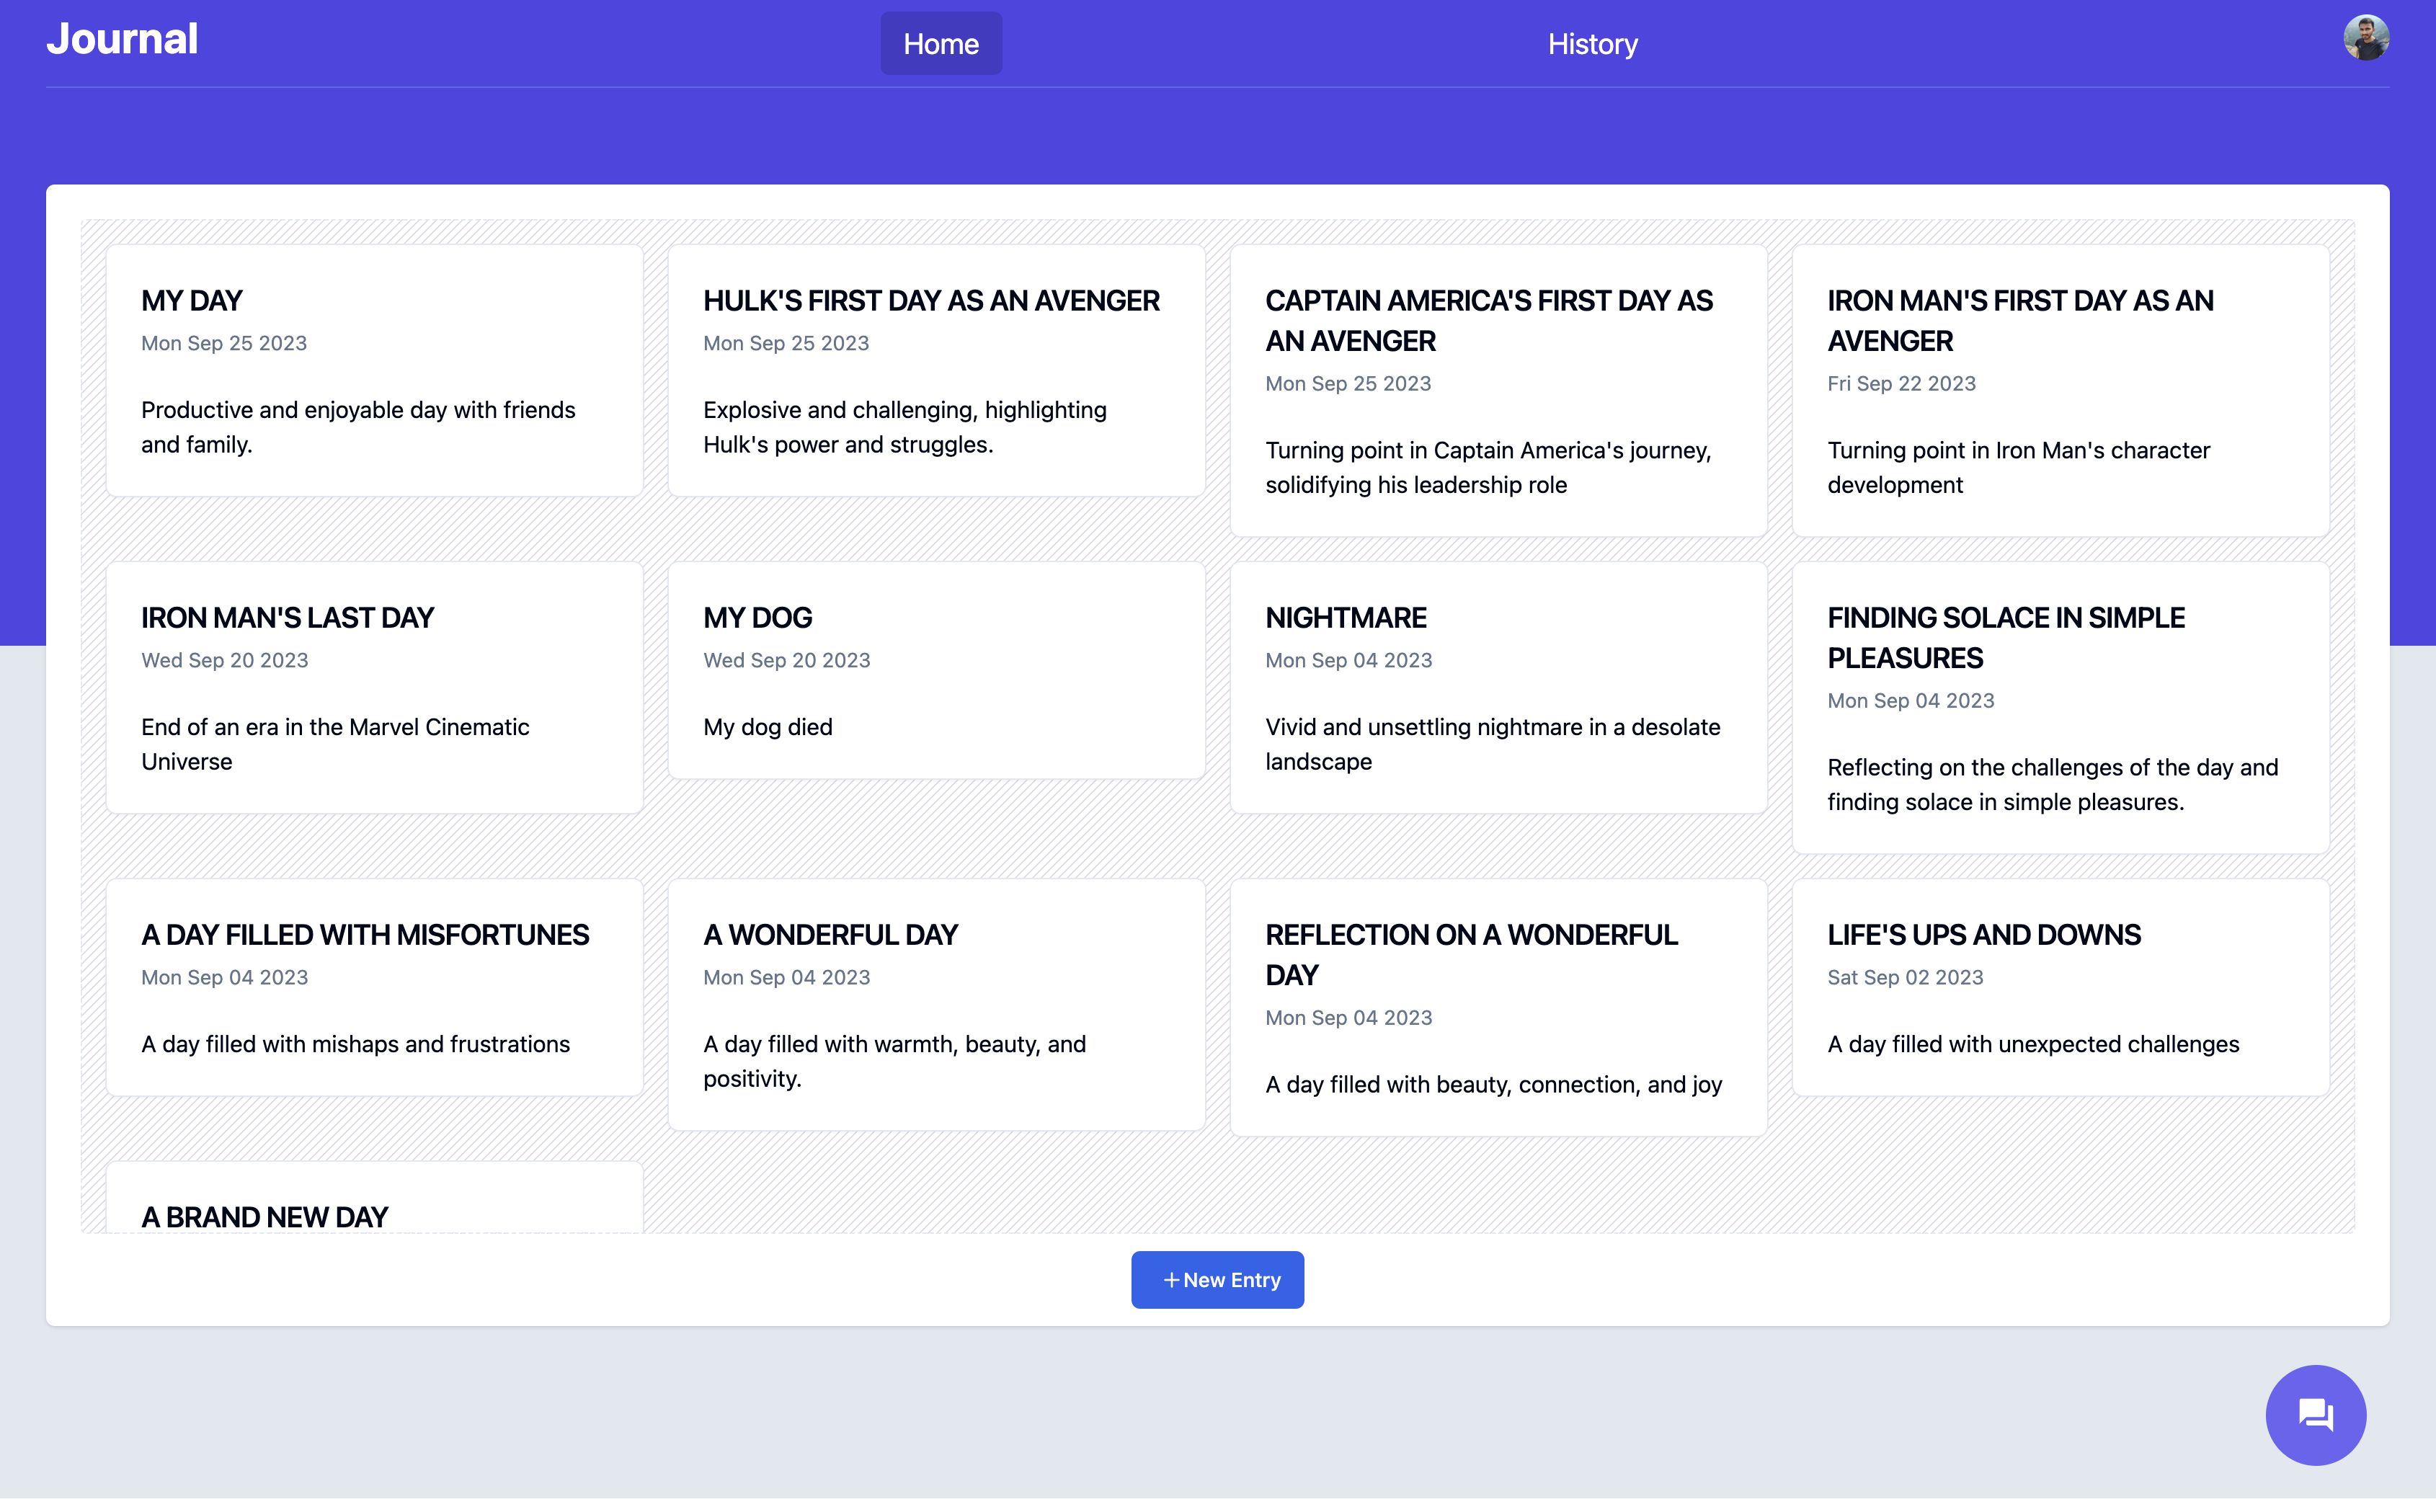 Journal
Home
History
MY DAY
Mon Sep 25 2023
Productive and enjoyable day with friends
and family.
HULK'S FIRST DAY AS AN AVENGER
Mon Sep 25 2023
Explosive and challenging, highlighting
Hulk's power and struggles.
CAPTAIN AMERICA'S FIRST DAY AS
AN AVENGER
Mon Sep 25 2023
Turning point in Captain America's journey,
solidifying his leadership role
IRON MAN'S FIRST DAY AS AN
AVENGER
Fri Sep 22 2023
Turning point in Iron Man's character
development
IRON MAN'S LAST DAY
Wed Sep 20 2023
End of an era in the Marvel Cinematic
Universe
MY DOG
Wed Sep 20 2023
My dog died
NIGHTMARE
Mon Sep 04 2023
Vivid and unsettling nightmare in a desolate
landscape
FINDING SOLACE IN SIMPLE
PLEASURES
Mon Sep 04 2023
Reflecting on the challenges of the day and
finding solace in simple pleasures.
A DAY FILLED WITH MISFORTUNES
Mon Sep 04 2023
A day filled with mishaps and frustrations
A WONDERFUL DAY
Mon Sep 04 2023
A day filled with warmth, beauty, and
positivity.
REFLECTION ON A WONDERFUL
DAY
Mon Sep 04 2023
A day filled with beauty, connection, and joy
LIFE'S UPS AND DOWNS
Sat Sep 02 2023
A day filled with unexpected challenges
A BRAND NEW DAY
+New Entry